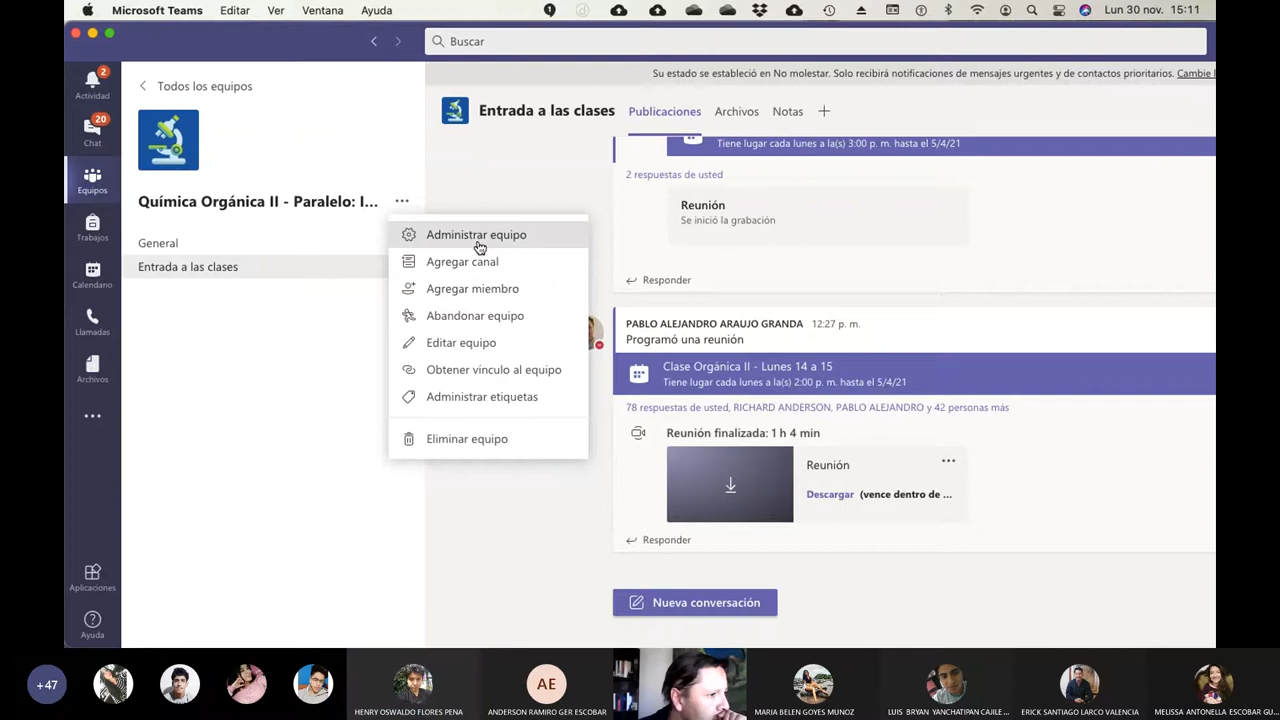 Microsoft Teams Editar Ver Ventana Ayuda Lun 30 nov. 15:11
Buscar
Su estado se estableció en No molestar. Solo recibirá notificaciones de mensajes urgentes y de contactos prioritarios. Cambie
2
Actividad
20
Chat
Equipos
Trabajos
Calendario
Llamadas
Archivos
Aplicaciones
Ayuda
Todos los equipos
Química Orgánica II - Paralelo: I...
General
Entrada a las clases
Administrar equipo
Agregar canal
Agregar miembro
Abandonar equipo
Editar equipo
Obtener vínculo al equipo
Administrar etiquetas
Eliminar equipo
Entrada a las clases Publicaciones Archivos Notas
Tiene lugar cada lunes a la(s) 3:00 p. m. hasta el 5/4/21
2 respuestas de usted
Reunión
Se inició la grabación
Responder
PABLO ALEJANDRO ARAUJO GRANDA 12:27 p. m.
Programó una reunión
Clase Orgánica II - Lunes 14 a 15
Tiene lugar cada lunes a la(s) 2:00 p. m. hasta el 5/4/21
78 respuestas de usted, RICHARD ANDERSON, PABLO ALEJANDRO y 42 personas más
Reunión finalizada: 1 h 4 min
Reunión
Descargar (vence dentro de ...
Responder
Nueva conversación
+47
AE
HENRY OSWALDO FLORES PENA
ANDERSON RAMIRO GER ESCOBAR
MARIA BELEN GOYES MUNOZ
LUIS BRYAN YANCHATIPAN CAJILE...
ERICK SANTIAGO LARCO VALENCIA
MELISSA ANTONELLA ESCOBAR GU...